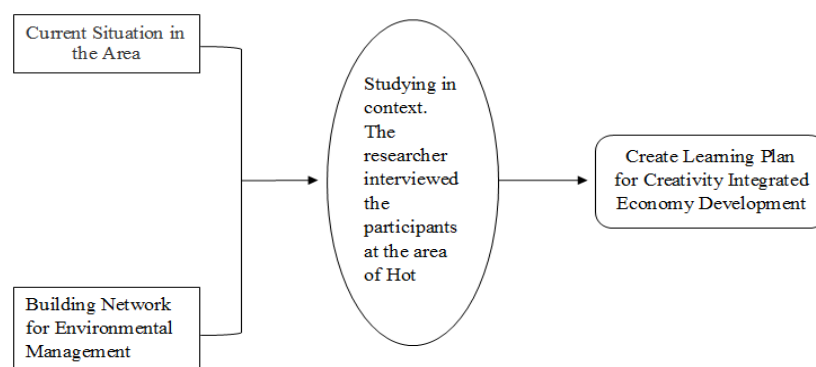 Current Situation in
the Area
Studying in
context.
The
researcher
interviewed
the
participants
at the area
of Hot
Create Learning Plan
for Creativity Integrated
Economy Development
Building Network
for Environmental
Management